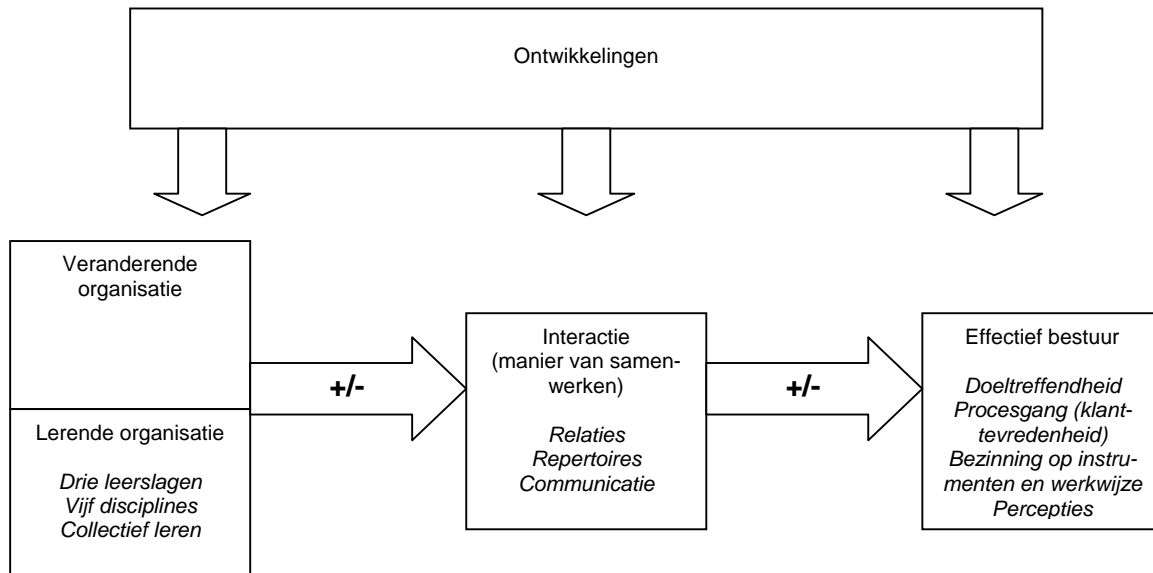 Ontwikkelingen
Veranderende
organisatie
Lerende organisatie
Drie leerslagen
Vijf disciplines
Collectief leren
+/-
Interactie
(manier van samen-
werken)
Relaties
Repertoires
Communicatie
+/-
Effectief bestuur
Doeltreffendheid
Procesgang (klant-
tevredenheid)
Bezinning op instru-
menten en werkwijze
Percepties